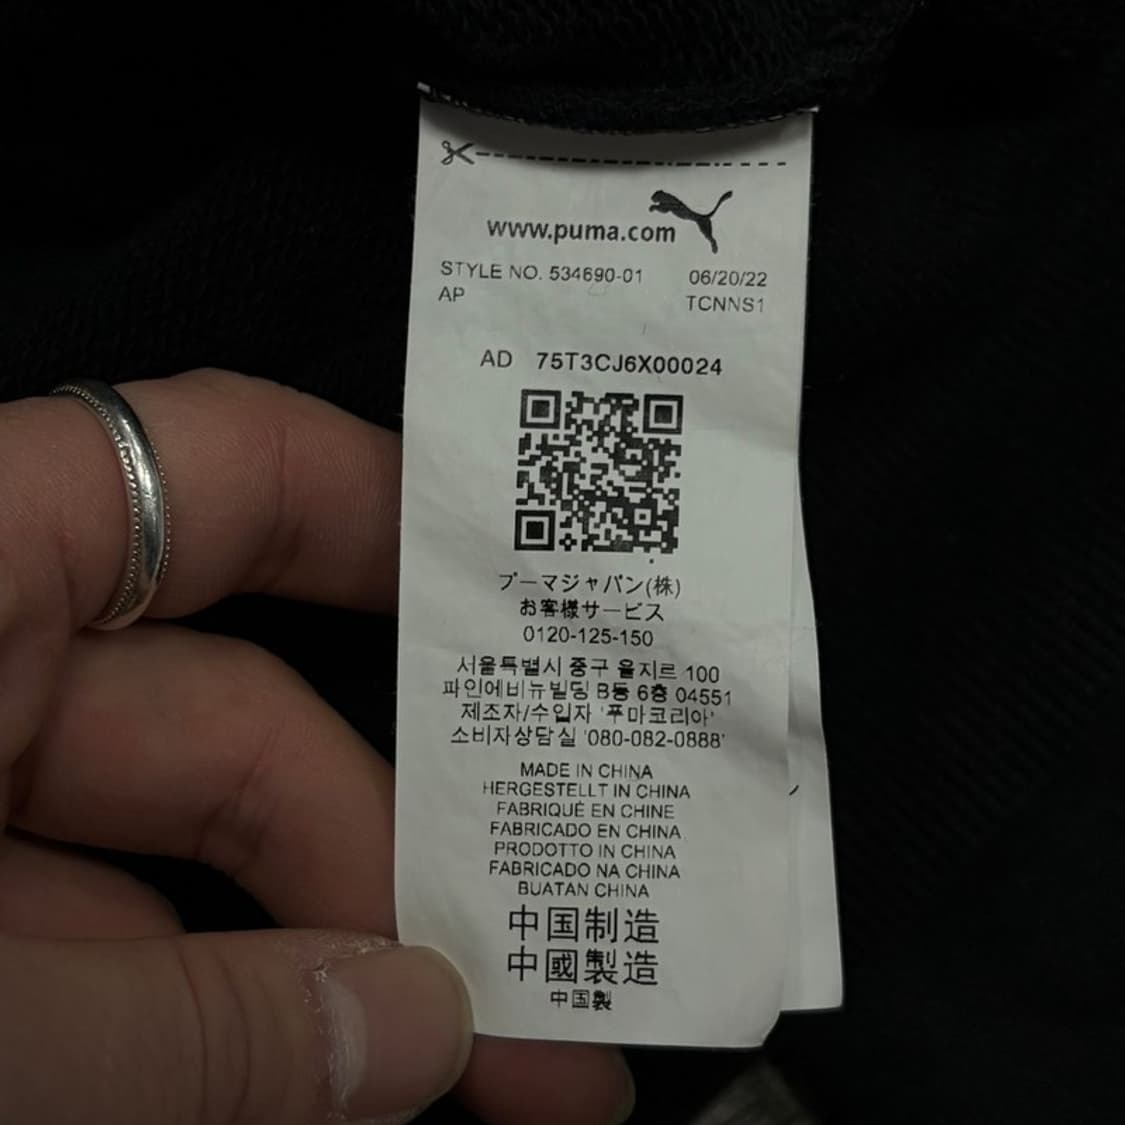 www.puma.com
STYLE NO. 534690-01 06/20/22
AP TCNNS1
AD 75T3CJ6X00024
プーマジャパン(株)
お客様サービス
0120-125-150
서울특별시 중구 을지르 100
파인에비뉴빌딩 B동 6층 04551
제조자/수입자 '푸마코리아'
소비자상담실 '080-082-0888'
MADE IN CHINA
HERGESTELLT IN CHINA
FABRIQUÉ EN CHINE
FABRICADO EN CHINA
PRODOTTO IN CHINA
FABRICADO NA CHINA
BUATAN CHINA
中国制造
中國製造
中国製